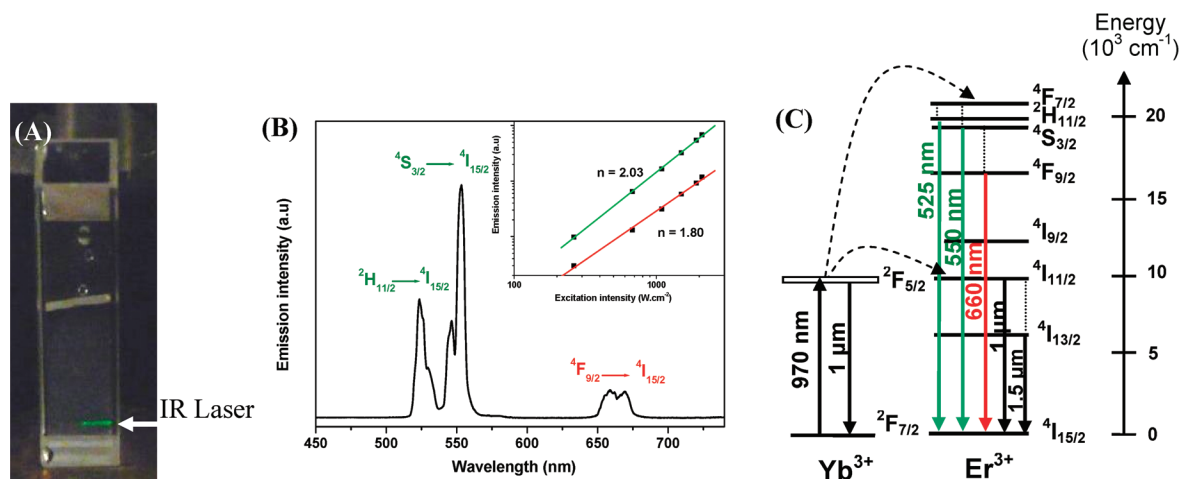 (A)
IR Laser
(B)
Emission intensity (a.u)
⁴S₃/₂ → ⁴I₁₅/₂
²H₁₁/₂ → ⁴I₁₅/₂
⁴F₉/₂ → ⁴I₁₅/₂
450 500 550 600 650 700
Wavelength (nm)
Emission intensity (a.u)
n = 2.03
n = 1.80
100 1000
Excitation intensity (W.cm⁻²)
(C)
Energy
(10³ cm⁻¹)
⁴F₇/₂
²H₁₁/₂
⁴S₃/₂
⁴F₉/₂
⁴I₉/₂
⁴I₁₁/₂
⁴I₁₃/₂
⁴I₁₅/₂
²F₅/₂
²F₇/₂
970 nm
1 µm
525 nm
550 nm
660 nm
1 µm
1.5 µm
20
15
10
5
0
Yb³⁺
Er³⁺